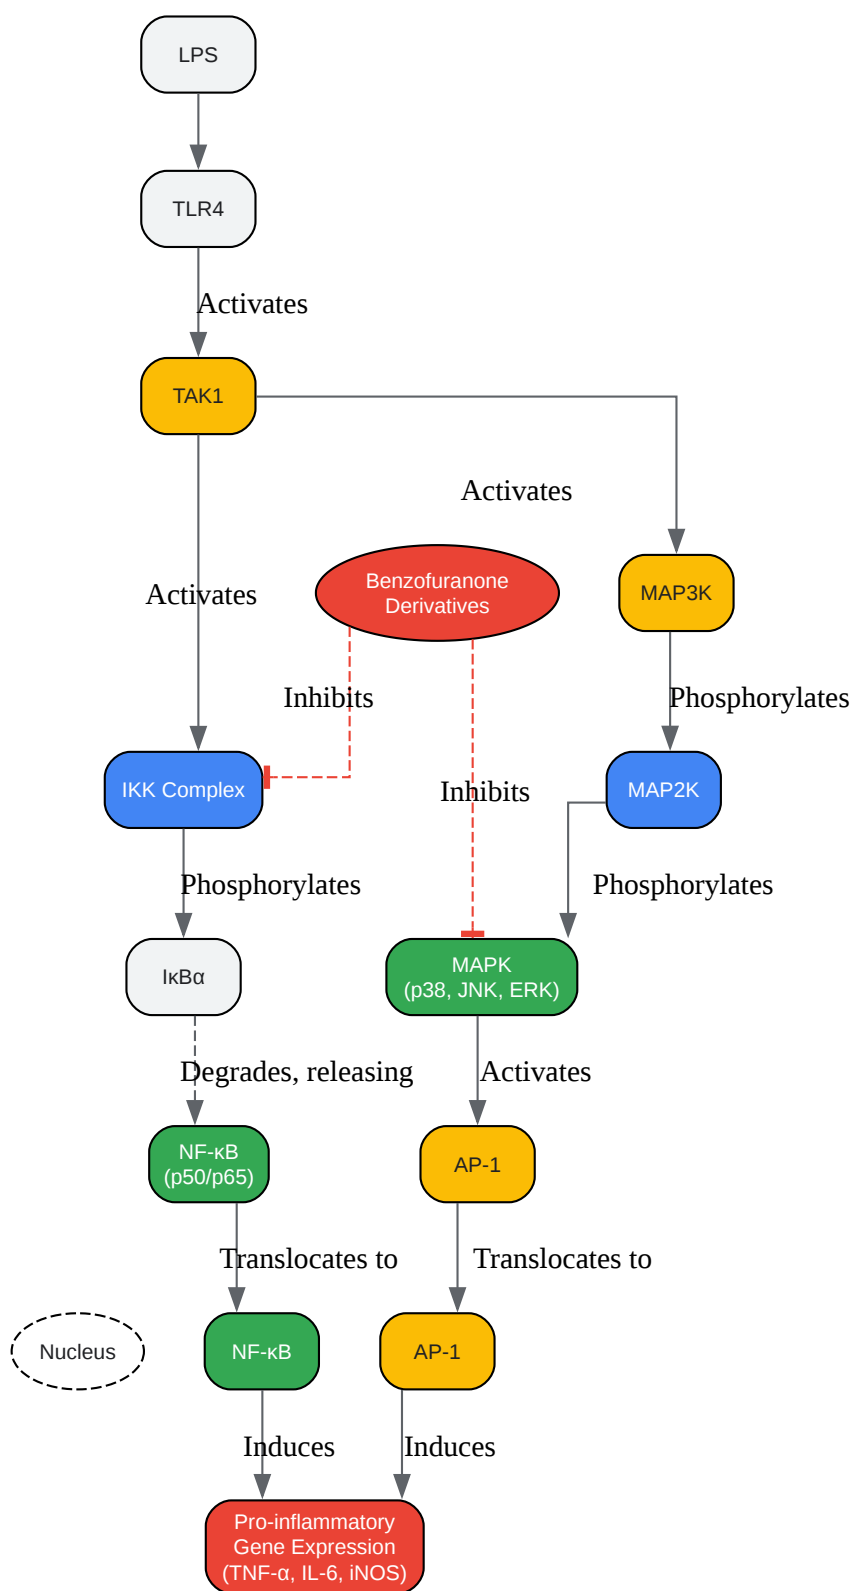 LPS
TLR4
Activates
TAK1
Activates
Benzofuranone
Derivatives
MAP3K
Activates
Inhibits
Phosphorylates
IKK Complex
MAP2K
Inhibits
Phosphorylates
Phosphorylates
IκBα
MAPK
(p38, JNK, ERK)
Degrades, releasing
Activates
NF-κB
(p50/p65)
AP-1
Translocates to
Translocates to
Nucleus
NF-κB
AP-1
Induces
Induces
Pro-inflammatory
Gene Expression
(TNF-α, IL-6, iNOS)